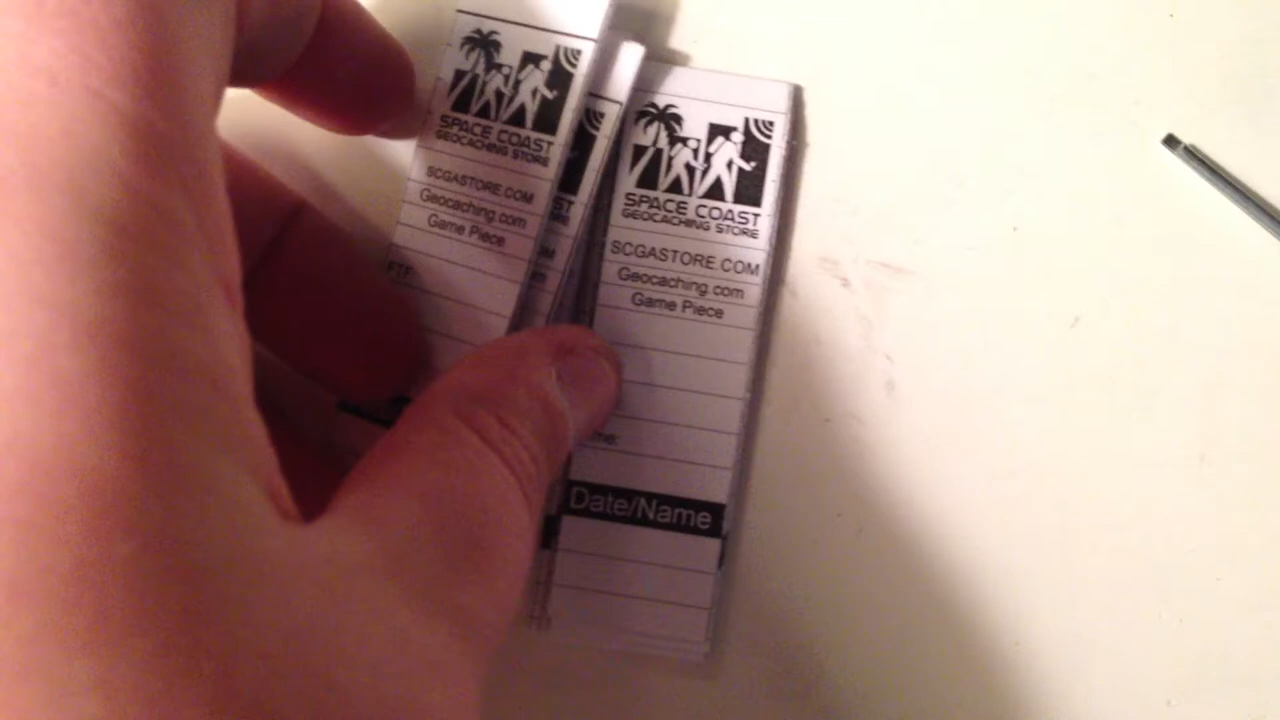 SPACE COAST
GEOCACHING STORE
SCGASTORE.COM
Geocaching.com
Game Piece
FTF:
SPACE COAST
GEOCACHING STORE
SCGASTORE.COM
Geocaching.com
Game Piece
Date/Name